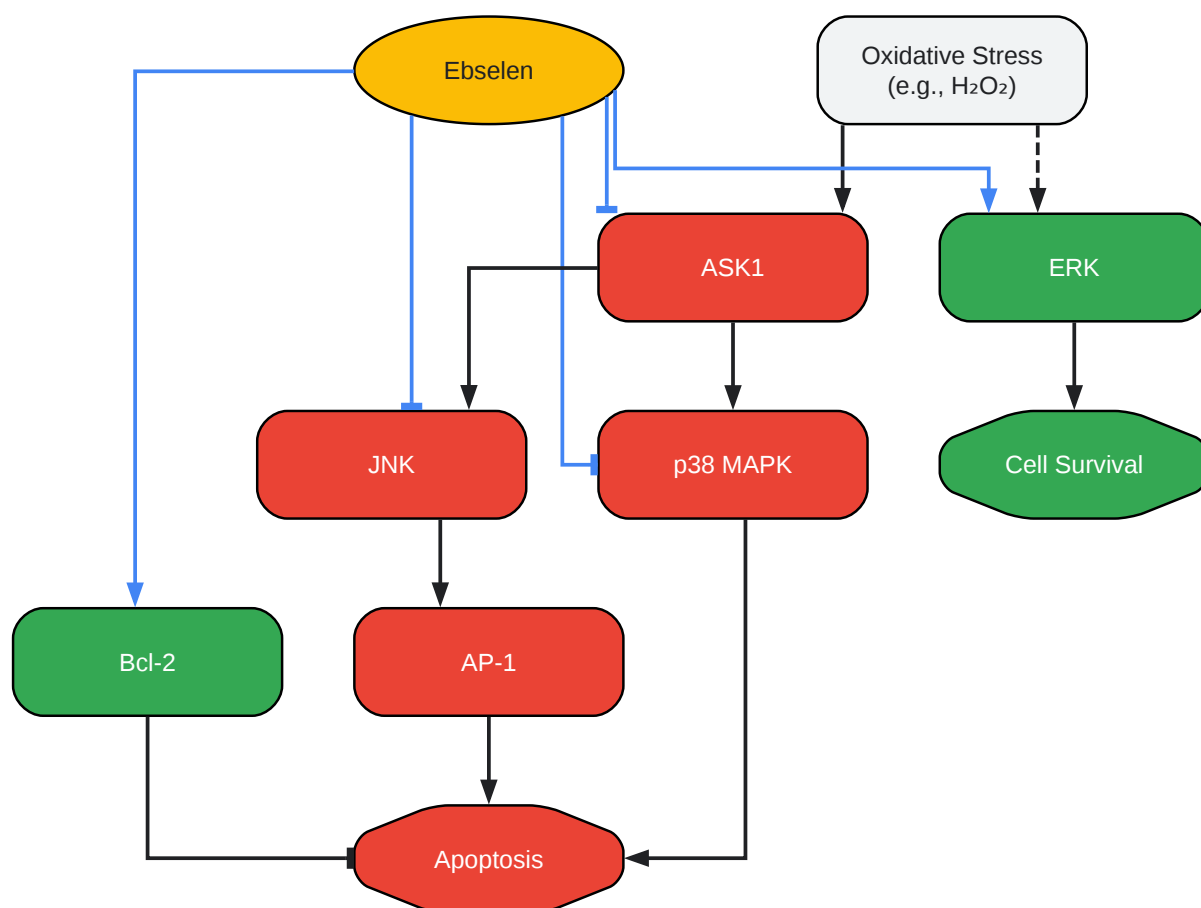 Ebselen
Oxidative Stress
(e.g., H₂O₂)
ASK1
ERK
JNK
p38 MAPK
Cell Survival
Bcl-2
AP-1
Apoptosis